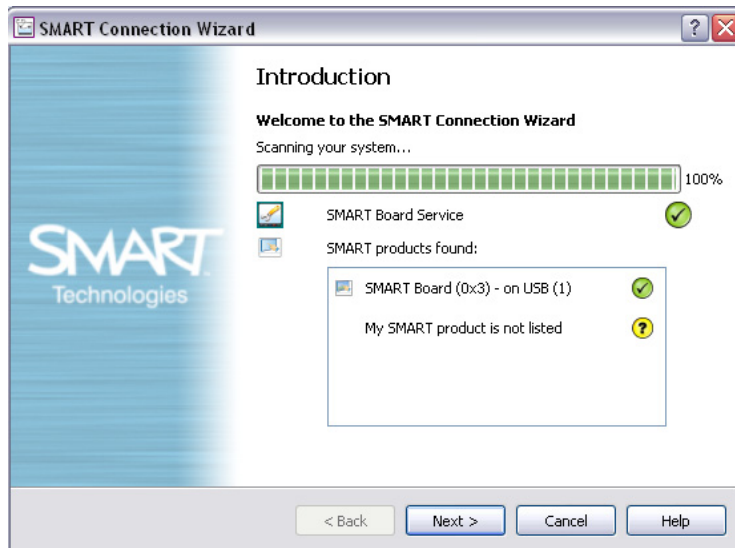 SMART Connection Wizard
Introduction
Welcome to the SMART Connection Wizard
Scanning your system...
100%
SMART Board Service
SMART products found:
SMART Board (0x3) - on USB (1)
My SMART product is not listed
SMART
Technologies
< Back
Next >
Cancel
Help